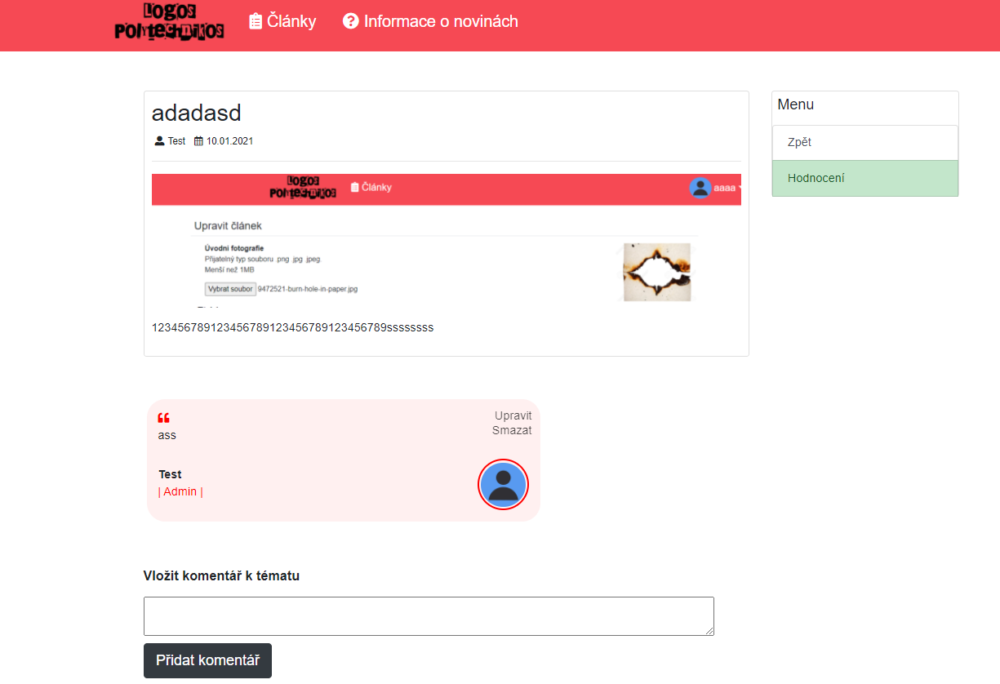 Logos
Polytechnikos
Články
Informace o novinách
adadasd
Test 10.01.2021
Logos
Polytechnikos
Články
aaaa
Upravit článek
Úvodní fotografie
Přijatelný typ souboru .png .jpg .jpeg.
Menší než 1MB
Vybrat soubor 9472521-burn-hole-in-paper.jpg
123456789123456789123456789123456789ssssssss
Menu
Zpět
Hodnocení
ass
Upravit
Smazat
Test
| Admin |
Vložit komentář k tématu
Přidat komentář